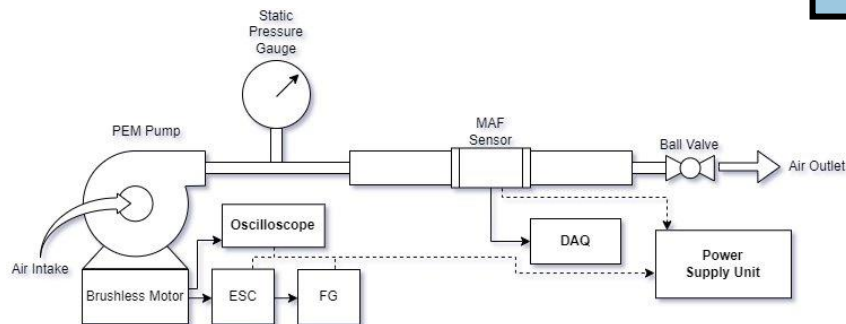 Static
Pressure
Gauge
PEM Pump
MAF
Sensor
Ball Valve
Air Outlet
Oscilloscope
DAQ
Power
Supply Unit
Air Intake
Brushless Motor
ESC
FG